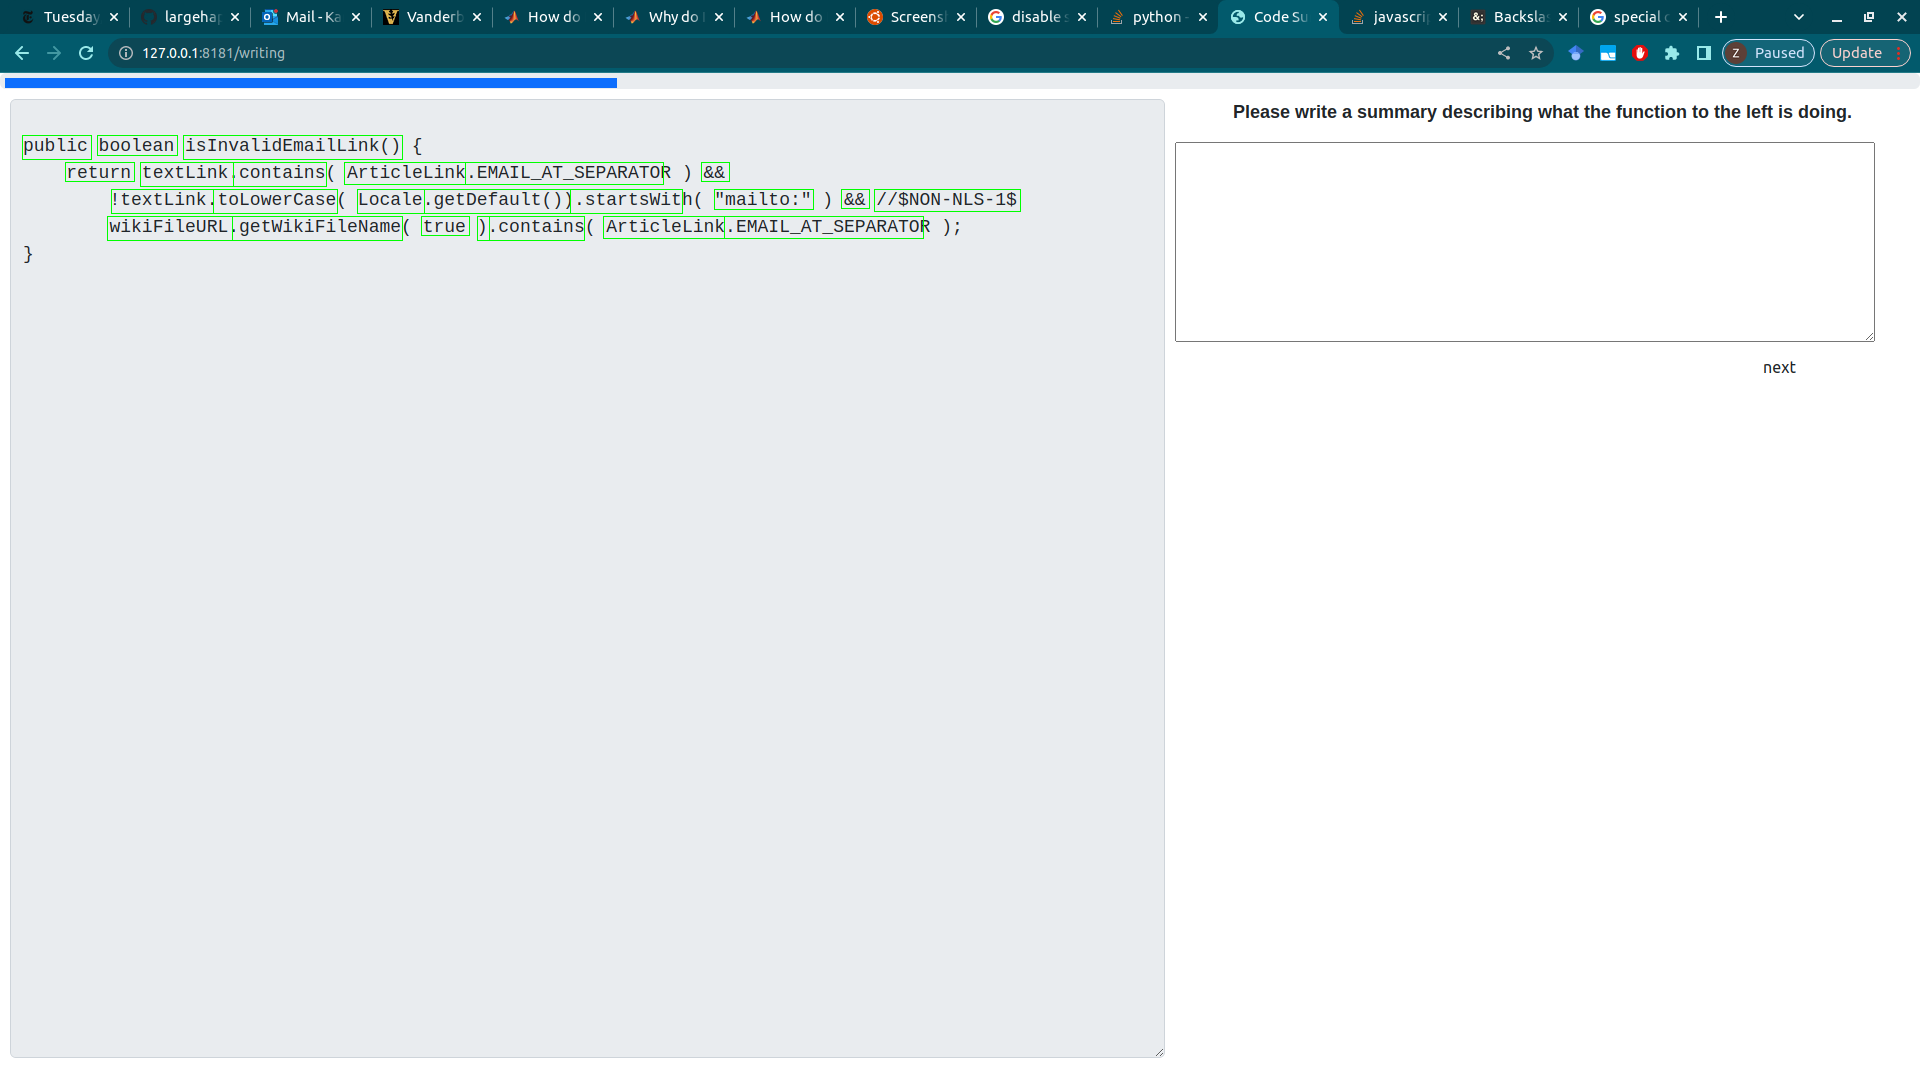 Tuesday
largehap
Mail - Ka
Vanderb
How do
Why do
How do
Screens
disable s
python -
Code Su
javascrip
Backslas
special c
127.0.0.1:8181/writing
Z Paused
Update
Please write a summary describing what the function to the left is doing.
public boolean isInvalidEmailLink() {
return textLink.contains( ArticleLink.EMAIL_AT_SEPARATOR ) &&
!textLink.toLowerCase( Locale.getDefault()).startsWith( "mailto:" ) && //$NON-NLS-1$
wikiFileURL.getWikiFileName( true ).contains( ArticleLink.EMAIL_AT_SEPARATOR );
}
next